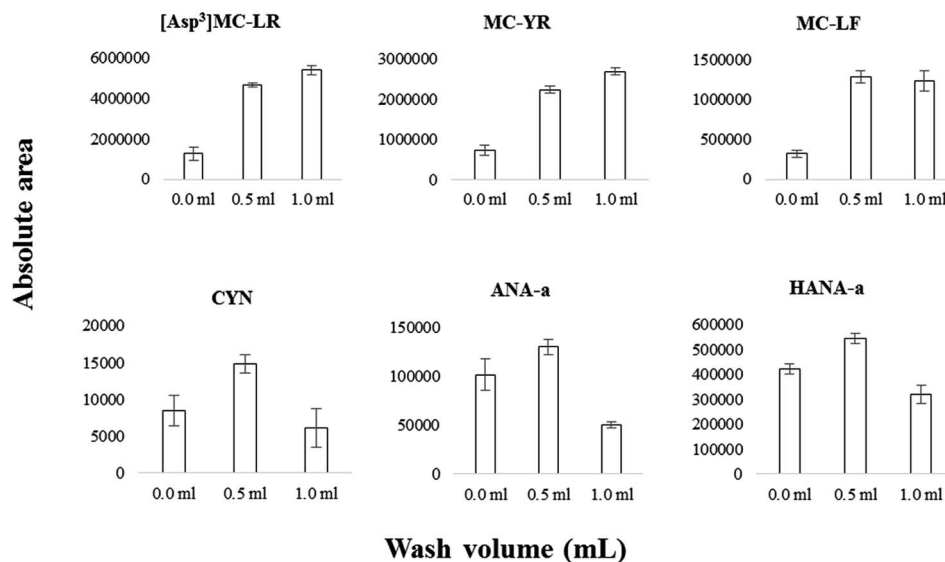 [Asp³]MC-LR
6000000
4000000
2000000
0
0.0 ml 0.5 ml 1.0 ml
MC-YR
3000000
2000000
1000000
0
0.0 ml 0.5 ml 1.0 ml
MC-LF
1500000
1000000
500000
0
0.0 ml 0.5 ml 1.0 ml
Absolute area
CYN
20000
15000
10000
5000
0
0.0 ml 0.5 ml 1.0 ml
ANA-a
150000
100000
50000
0
0.0 ml 0.5 ml 1.0 ml
HANA-a
600000
500000
400000
300000
200000
100000
0
0.0 ml 0.5 ml 1.0 ml
Wash volume (mL)